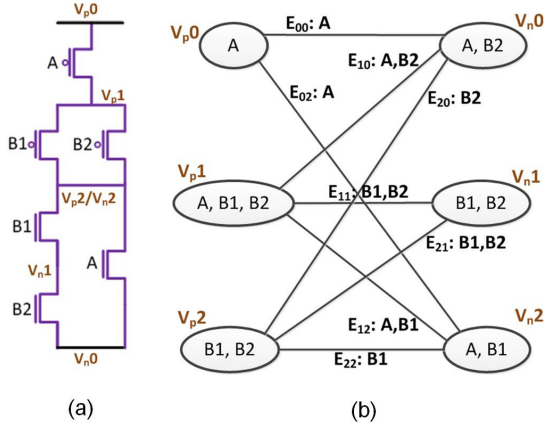 Vp0
A
Vp1
B1
B2
Vp2/Vn2
B1
A
Vn1
B2
Vn0
(a)
Vp0
A
E00: A
Vn0
A, B2
E10: A,B2
E02: A
E20: B2
Vp1
A, B1, B2
E11: B1,B2
Vn1
B1, B2
E21: B1,B2
Vp2
B1, B2
E12: A,B1
E22: B1
Vn2
A, B1
(b)